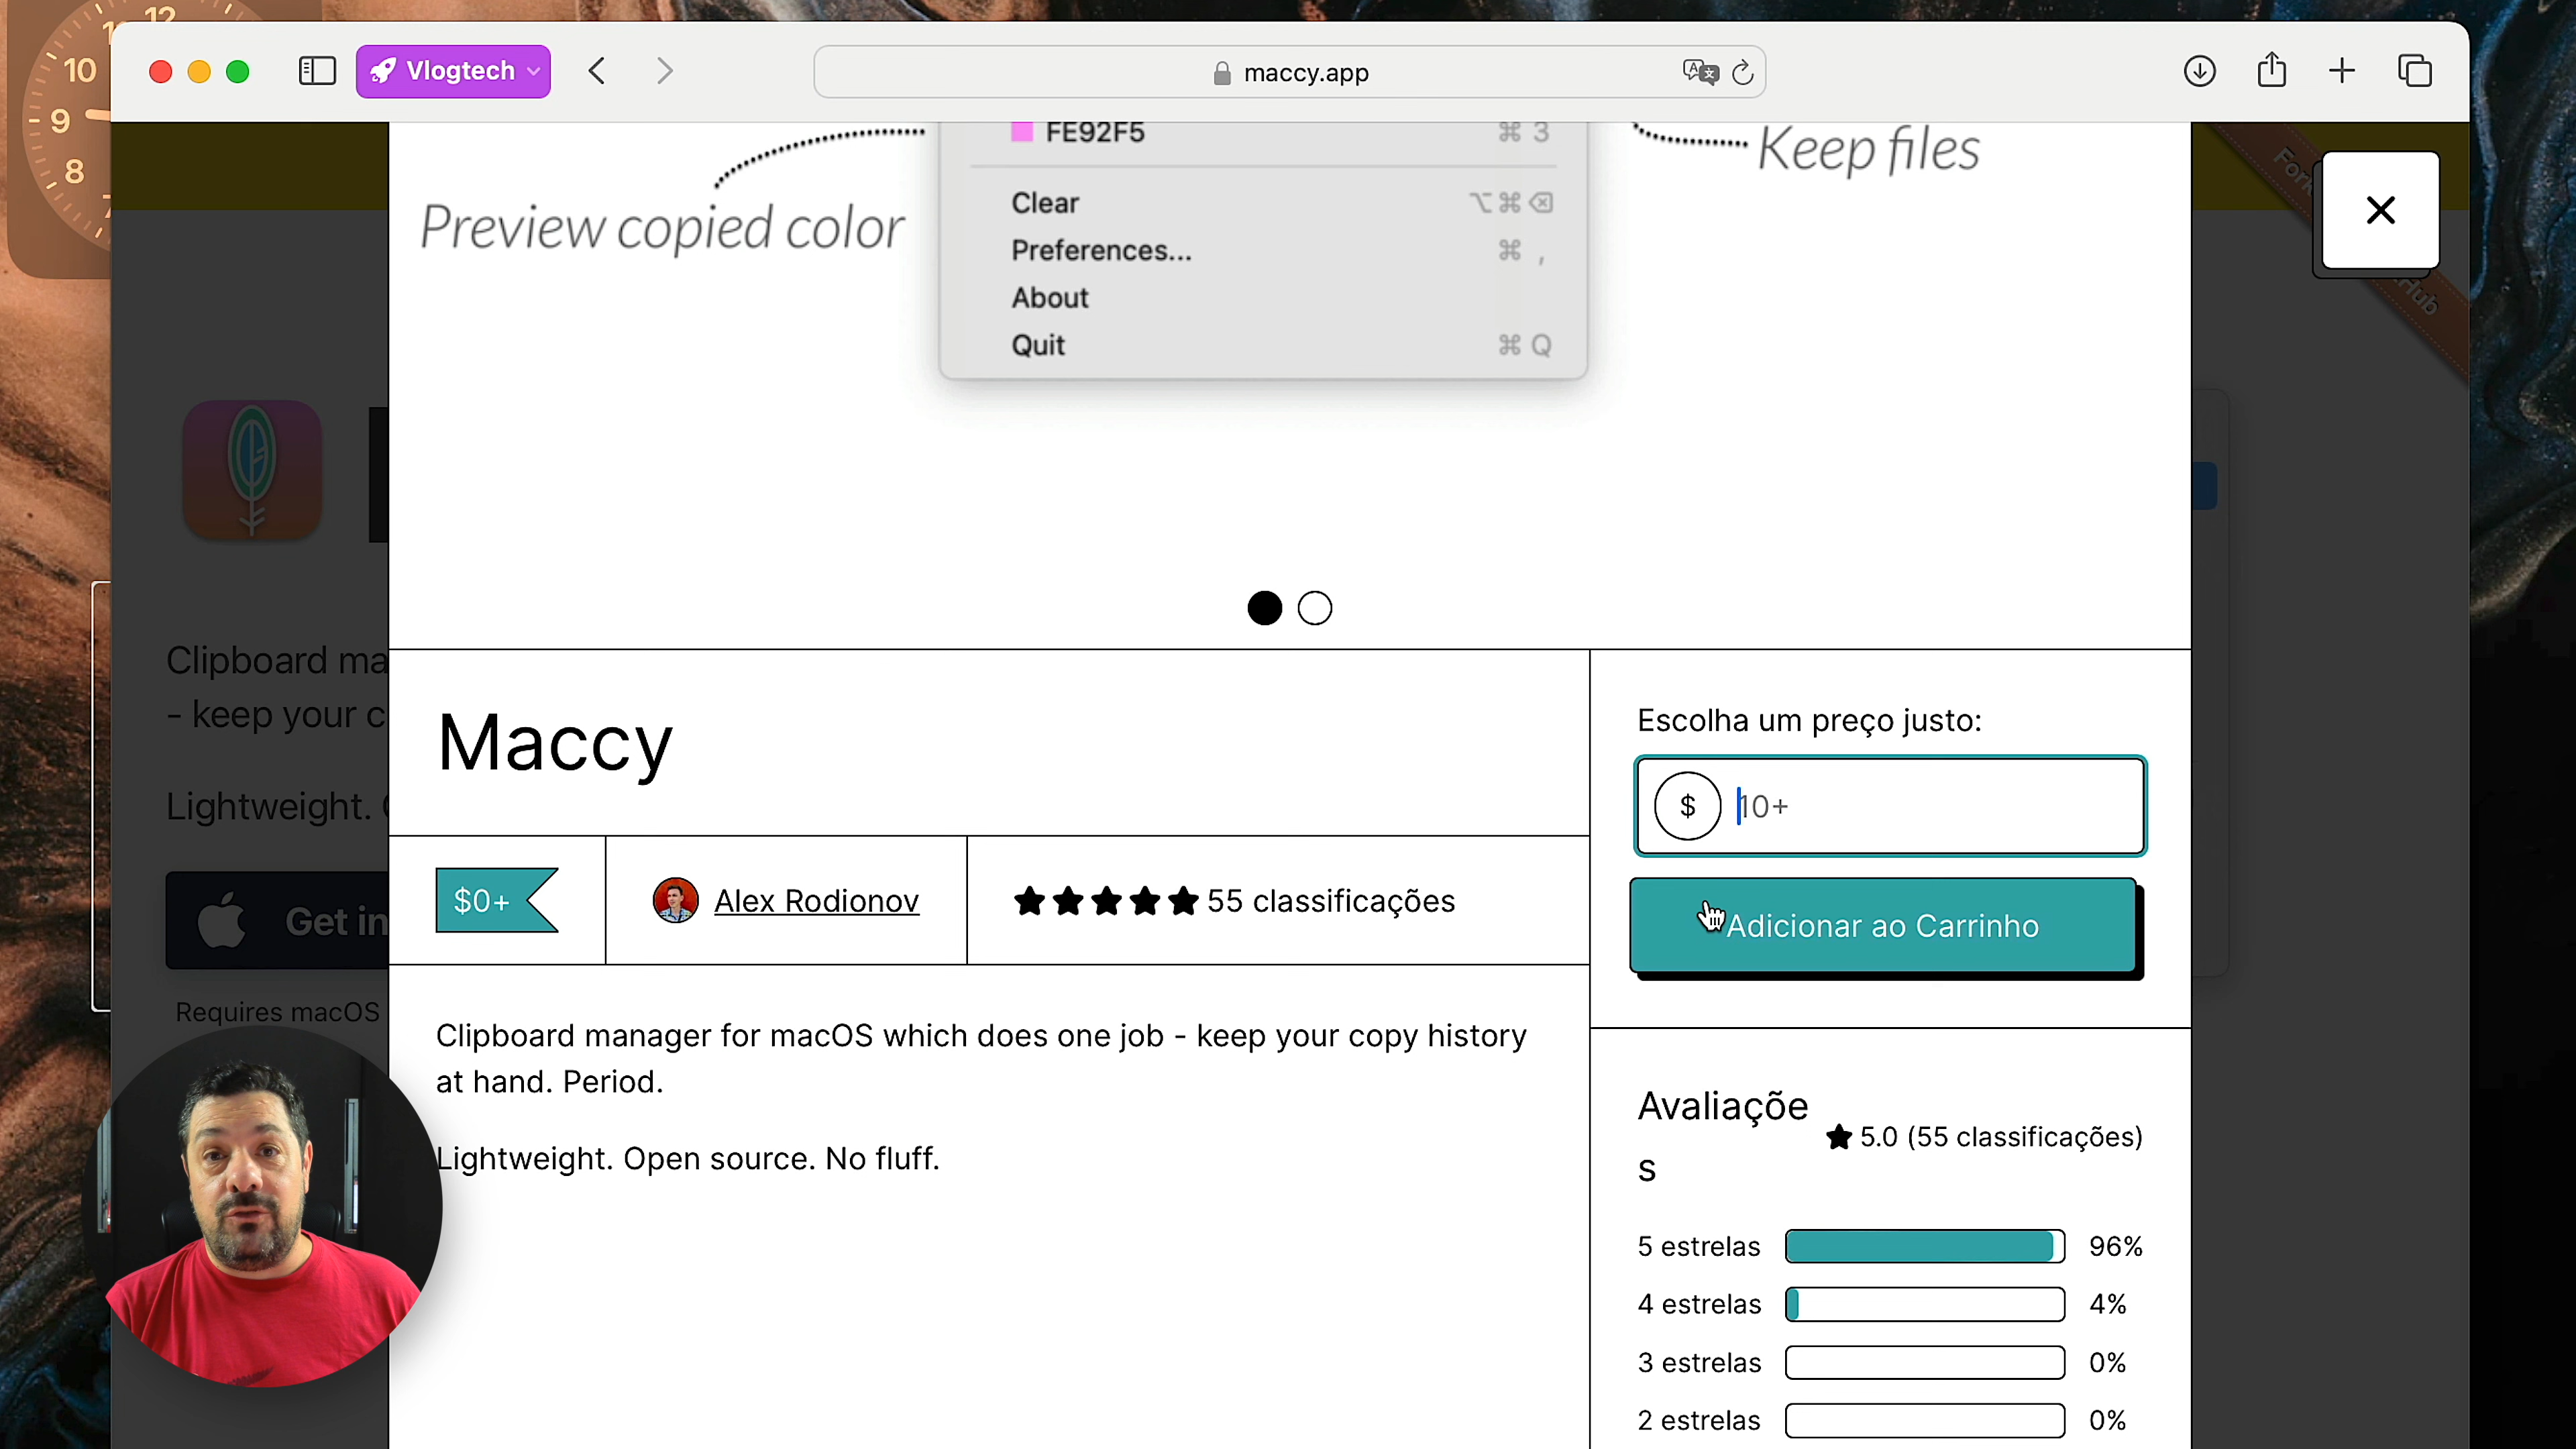 12
11
10
9
8
7
Vlogtech
maccy.app
FE92F5 ⌘ 3
Keep files
Preview copied color
Clear ⌥⌘⌫
Preferences... ⌘ ,
About
Quit ⌘ Q
Clipboard ma
- keep your c
Lightweight.
Get in
Requires macOS
Maccy
$0+
Alex Rodionov
55 classificações
Clipboard manager for macOS which does one job - keep your copy history
at hand. Period.
Lightweight. Open source. No fluff.
Escolha um preço justo:
$ 10+
Adicionar ao Carrinho
Avaliaçõe
s
5.0 (55 classificações)
5 estrelas 96%
4 estrelas 4%
3 estrelas 0%
2 estrelas 0%